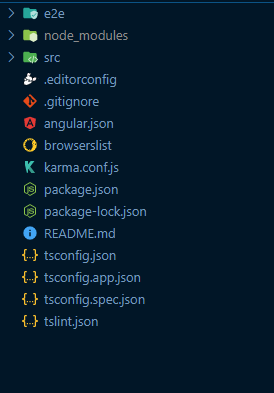 e2e
node_modules
src
.editorconfig
.gitignore
angular.json
browserslist
karma.conf.js
package.json
package-lock.json
README.md
tsconfig.json
tsconfig.app.json
tsconfig.spec.json
tslint.json